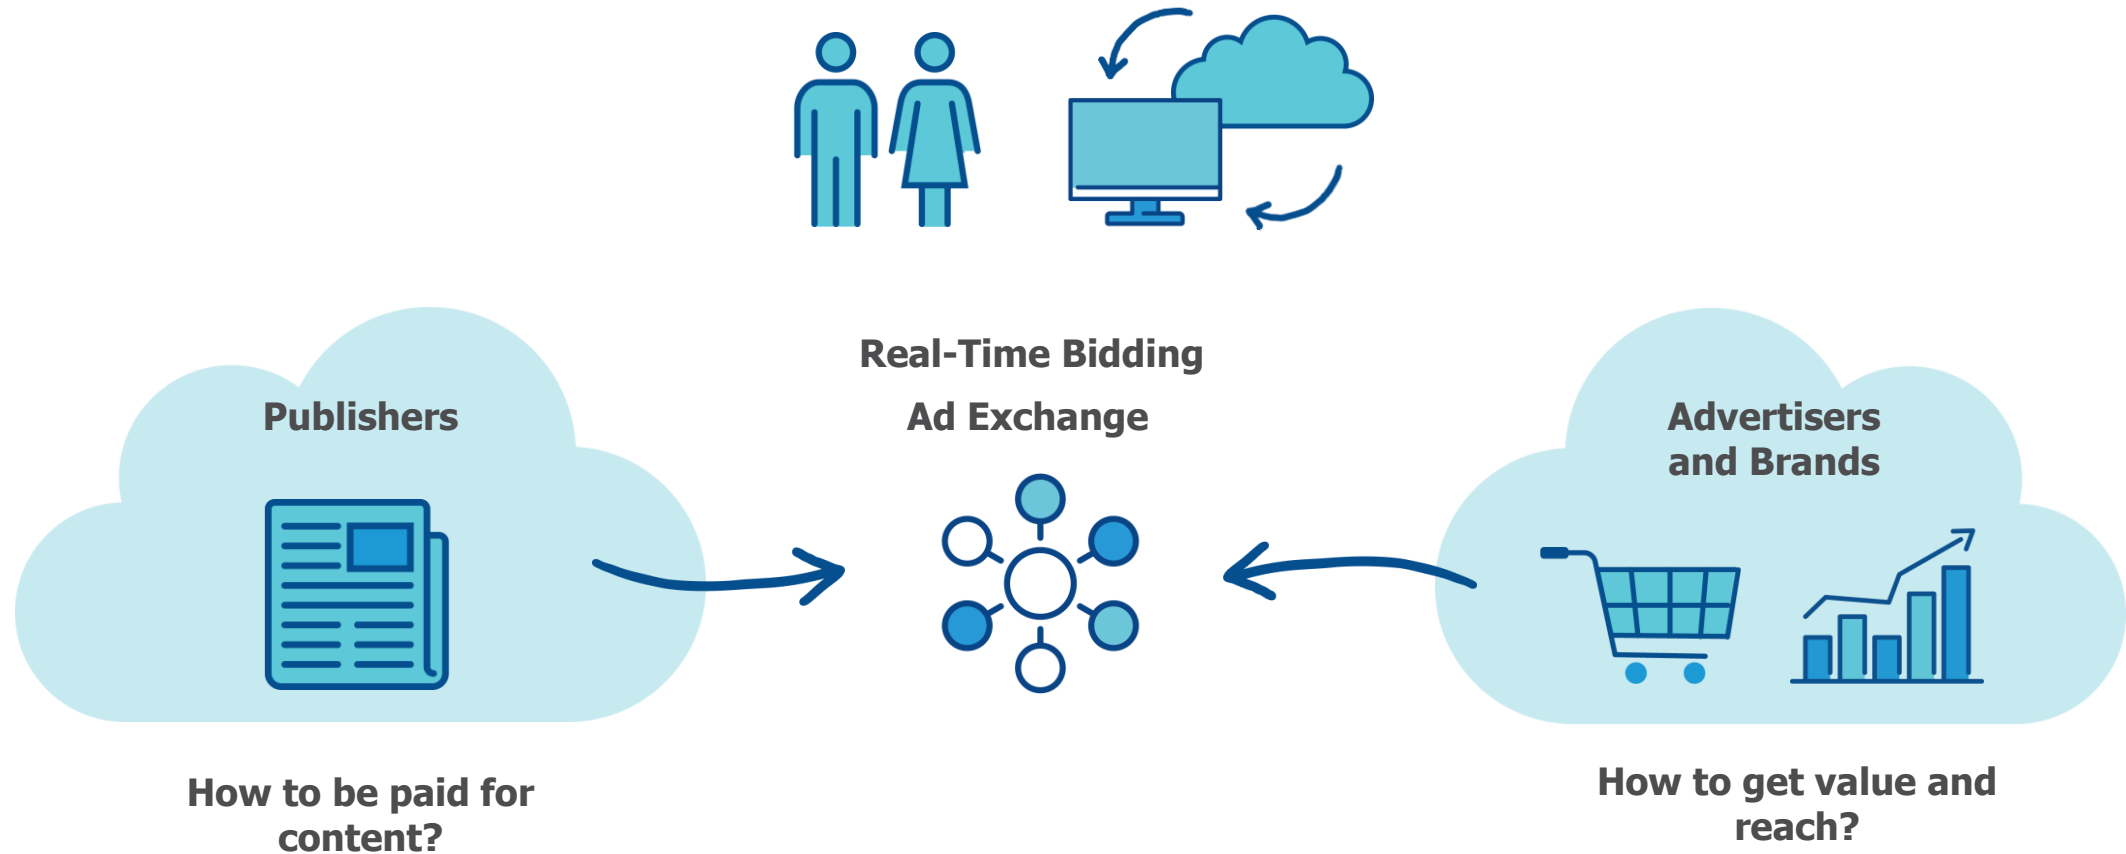 Real-Time Bidding
Ad Exchange
Publishers
Advertisers
and Brands
How to be paid for
content?
How to get value and
reach?